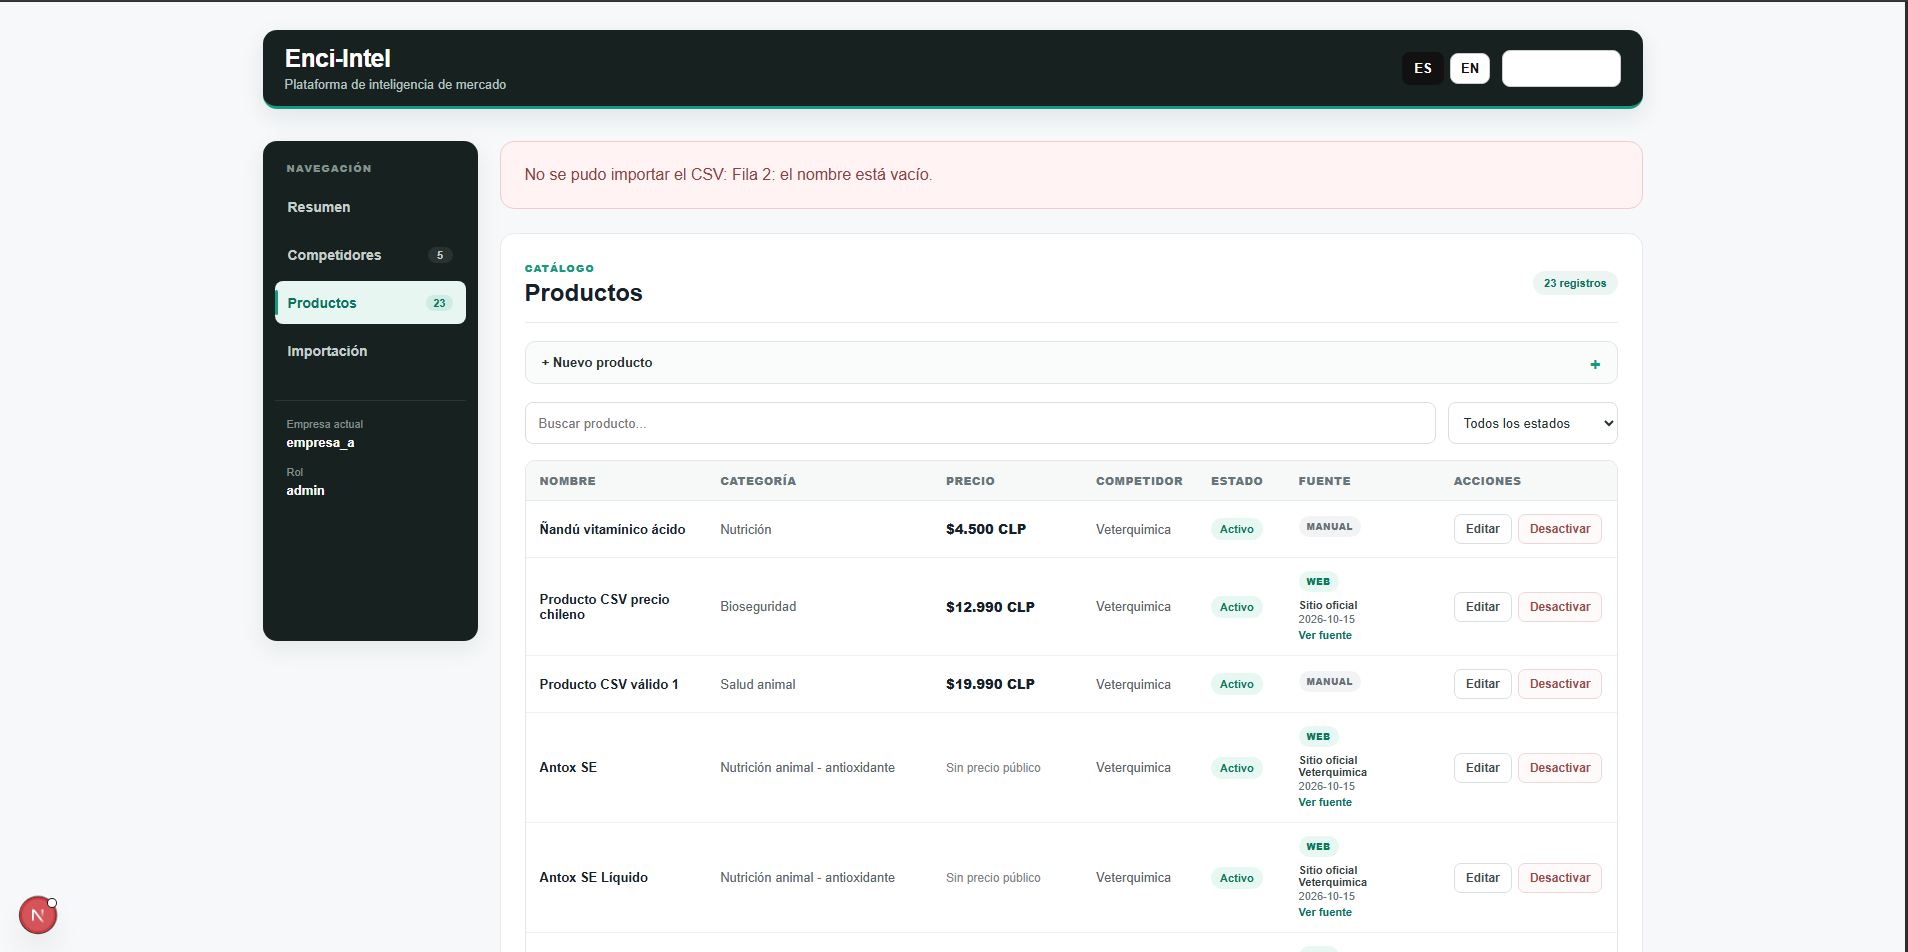 Enci-Intel
Plataforma de inteligencia de mercado
ES
EN
NAVEGACIÓN
Resumen
Competidores 5
Productos 23
Importación
Empresa actual
empresa_a
Rol
admin
No se pudo importar el CSV: Fila 2: el nombre está vacío.
CATÁLOGO
Productos
23 registros
+ Nuevo producto +
Buscar producto...
Todos los estados
NOMBRE CATEGORÍA PRECIO COMPETIDOR ESTADO FUENTE ACCIONES
Ñandú vitamínico ácido Nutrición $4.500 CLP Veterquimica Activo MANUAL Editar Desactivar
Producto CSV precio
chileno
Bioseguridad $12.990 CLP Veterquimica Activo
WEB
Sitio oficial
2026-10-15
Ver fuente
Editar Desactivar
Producto CSV válido 1 Salud animal $19.990 CLP Veterquimica Activo MANUAL Editar Desactivar
Antox SE Nutrición animal - antioxidante Sin precio público Veterquimica Activo
WEB
Sitio oficial
Veterquimica
2026-10-15
Ver fuente
Editar Desactivar
Antox SE Líquido Nutrición animal - antioxidante Sin precio público Veterquimica Activo
WEB
Sitio oficial
Veterquimica
2026-10-15
Ver fuente
Editar Desactivar
N